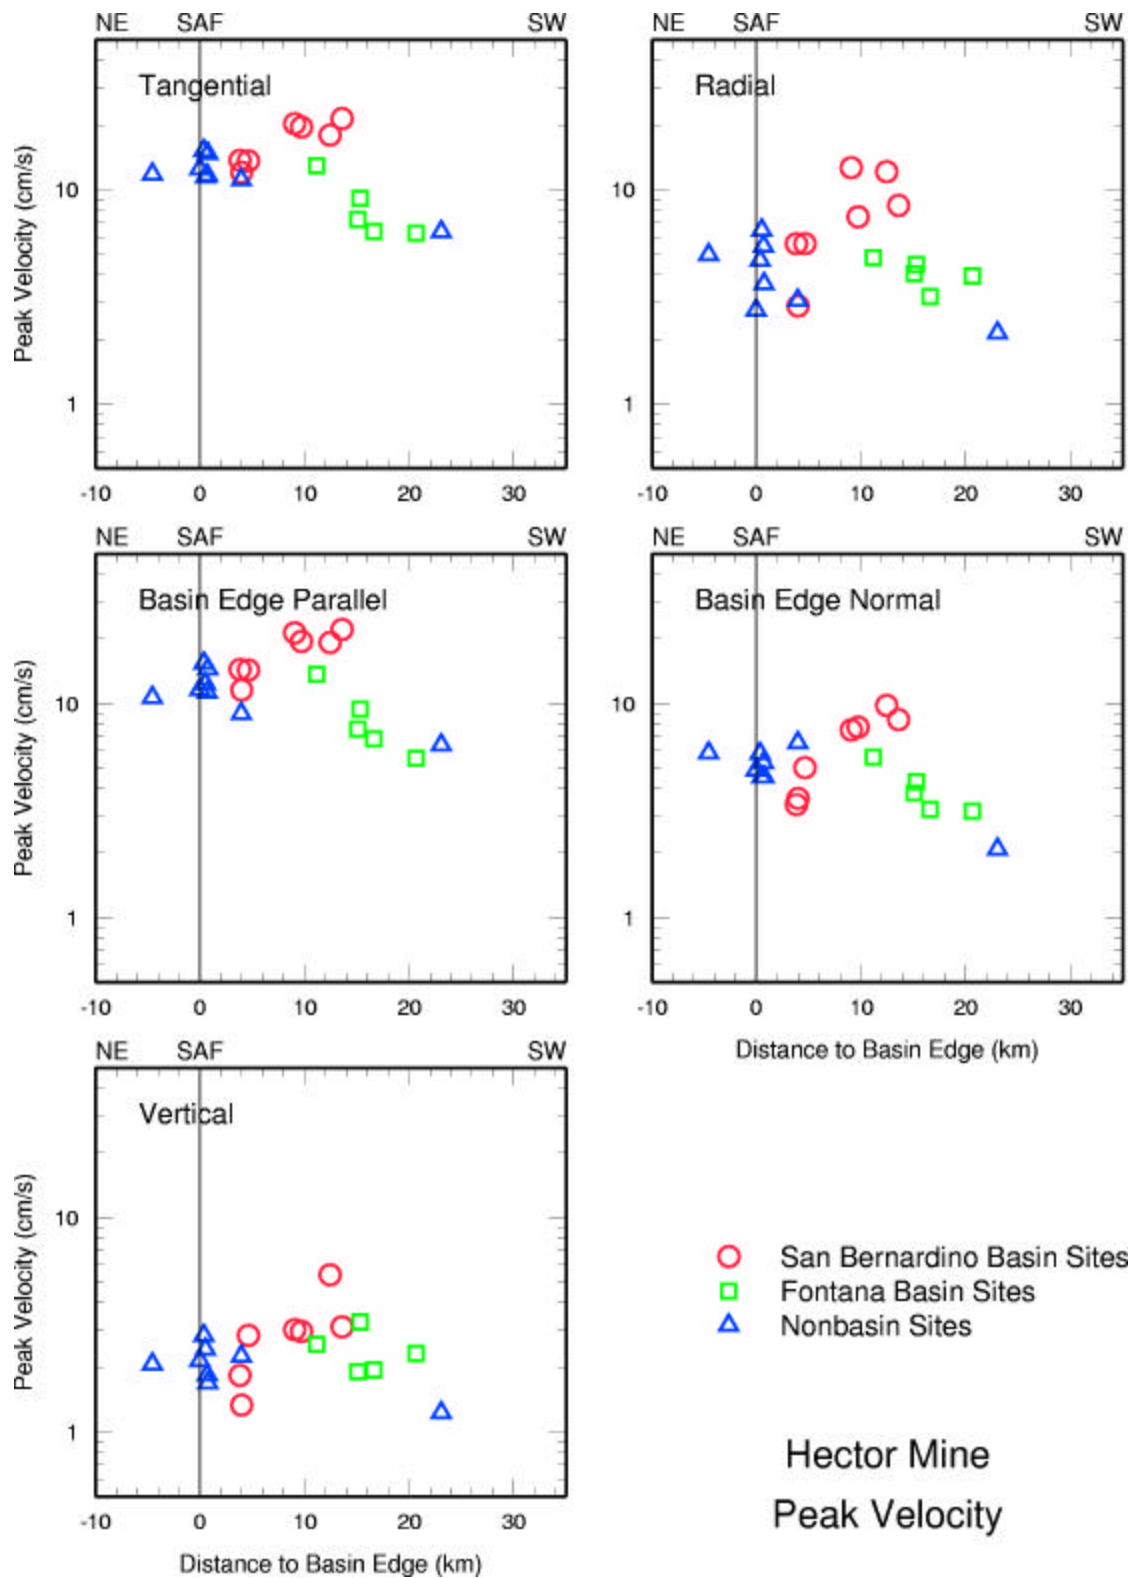 NE SAF SW
Tangential
Peak Velocity (cm/s)
10
1
-10 0 10 20 30
NE SAF SW
Radial
10
1
-10 0 10 20 30
NE SAF SW
Basin Edge Parallel
Peak Velocity (cm/s)
10
1
-10 0 10 20 30
NE SAF SW
Basin Edge Normal
10
1
-10 0 10 20 30
Distance to Basin Edge (km)
NE SAF SW
Vertical
Peak Velocity (cm/s)
10
1
-10 0 10 20 30
Distance to Basin Edge (km)
San Bernardino Basin Sites
Fontana Basin Sites
Nonbasin Sites
Hector Mine
Peak Velocity